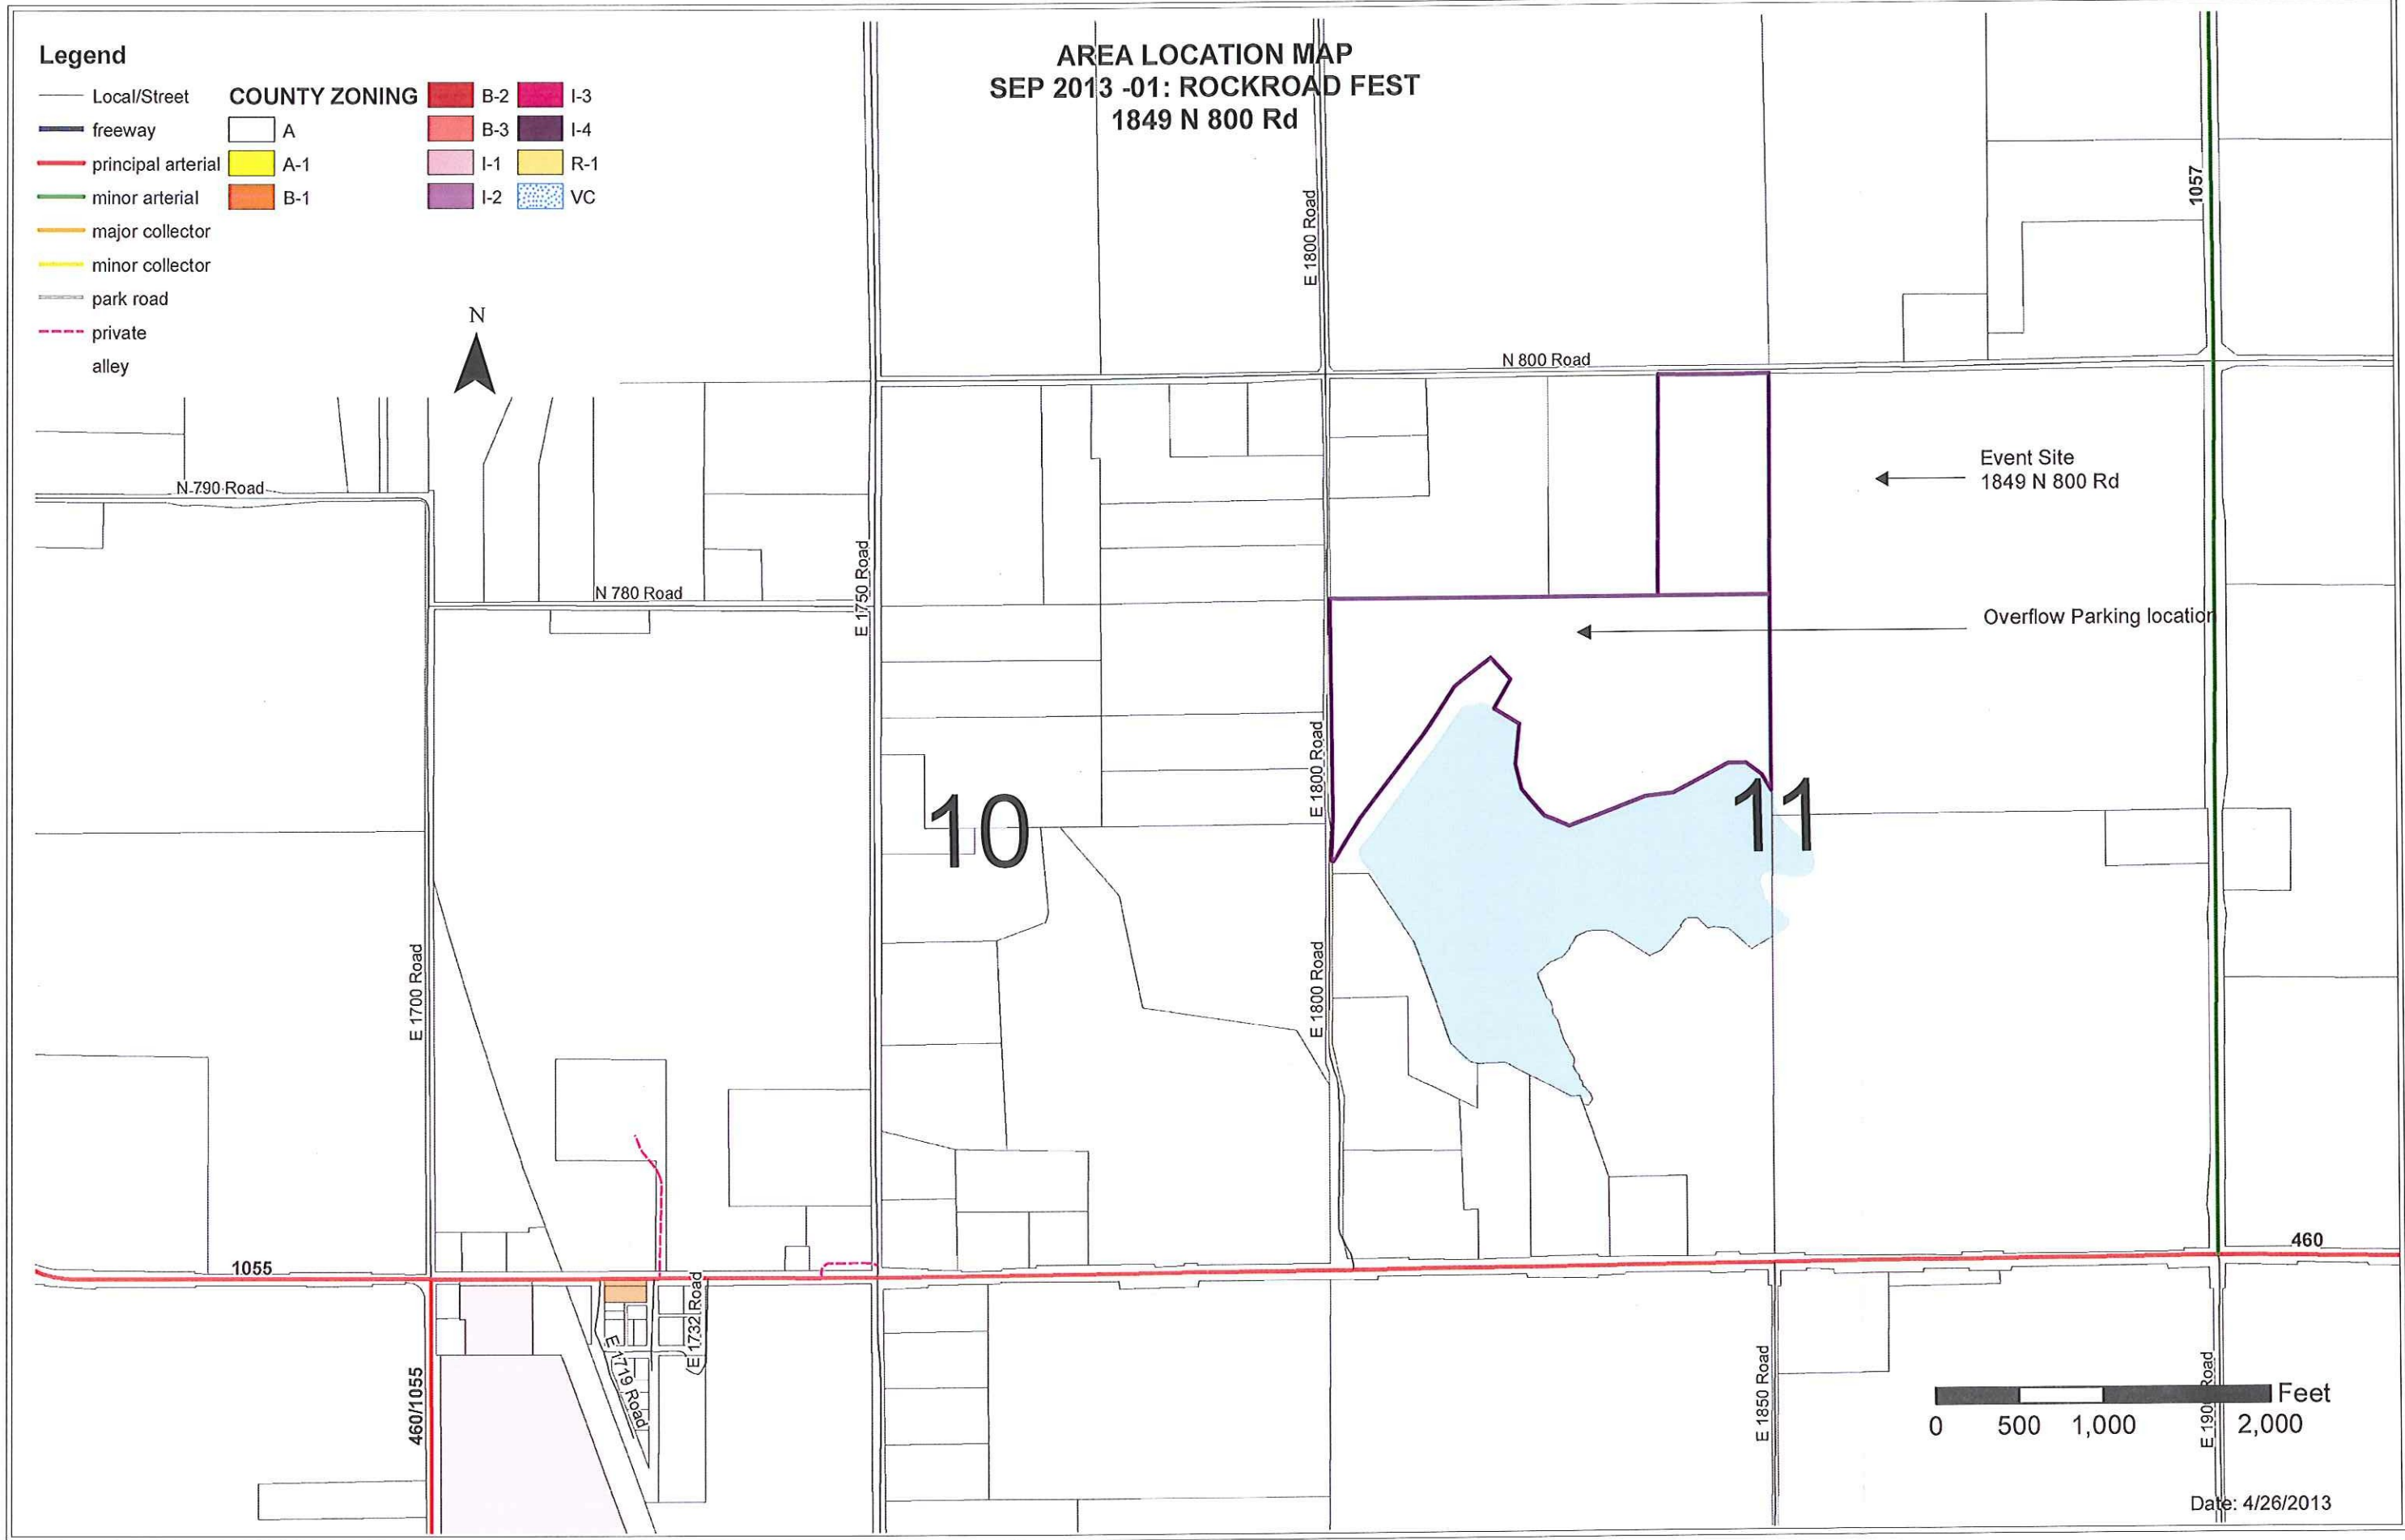 AREA LOCATION MAP
SEP 2013 -01: ROCKROAD FEST
1849 N 800 Rd
Legend
Local/Street
freeway
principal arterial
minor arterial
major collector
minor collector
park road
private
alley
COUNTY ZONING
A
A-1
B-1
B-2
B-3
I-1
I-2
I-3
I-4
R-1
VC
N
1057
E 1800 Road
N 800 Road
Event Site
1849 N 800 Rd
N 790 Road
N 780 Road
E 1750 Road
Overflow Parking location
E 1800 Road
10
11
E 1700 Road
E 1800 Road
1055
460
E 1732 Road
E 1719 Road
460/1055
E 1850 Road
E 1900 Road
Feet
0 500 1,000 2,000
Date: 4/26/2013